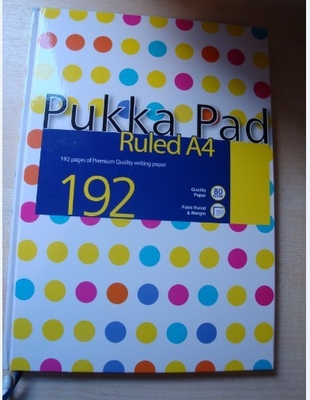 Pukka Pad
Ruled A4
192 pages of Premium Quality writing paper
192
Quality
Paper
80
Feint Ruled
& Margin